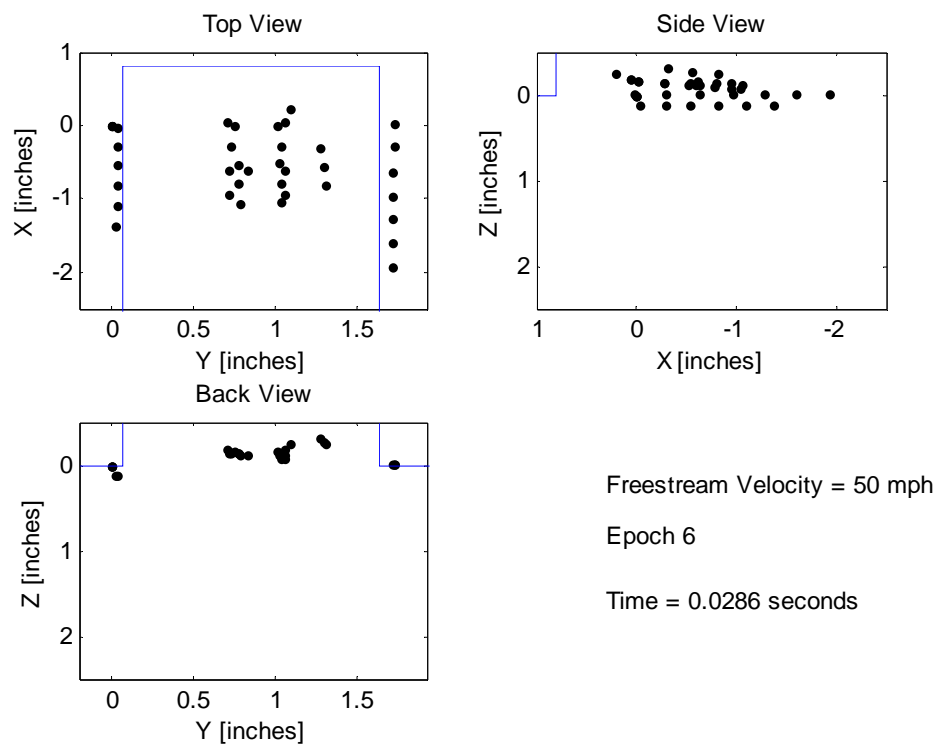 Top View
1
0
-1
-2
X [inches]
0
0.5
1
1.5
Y [inches]
Side View
0
1
2
Z [inches]
1
0
-1
-2
X [inches]
Back View
0
1
2
Z [inches]
0
0.5
1
1.5
Y [inches]
Freestream Velocity = 50 mph
Epoch 6
Time = 0.0286 seconds